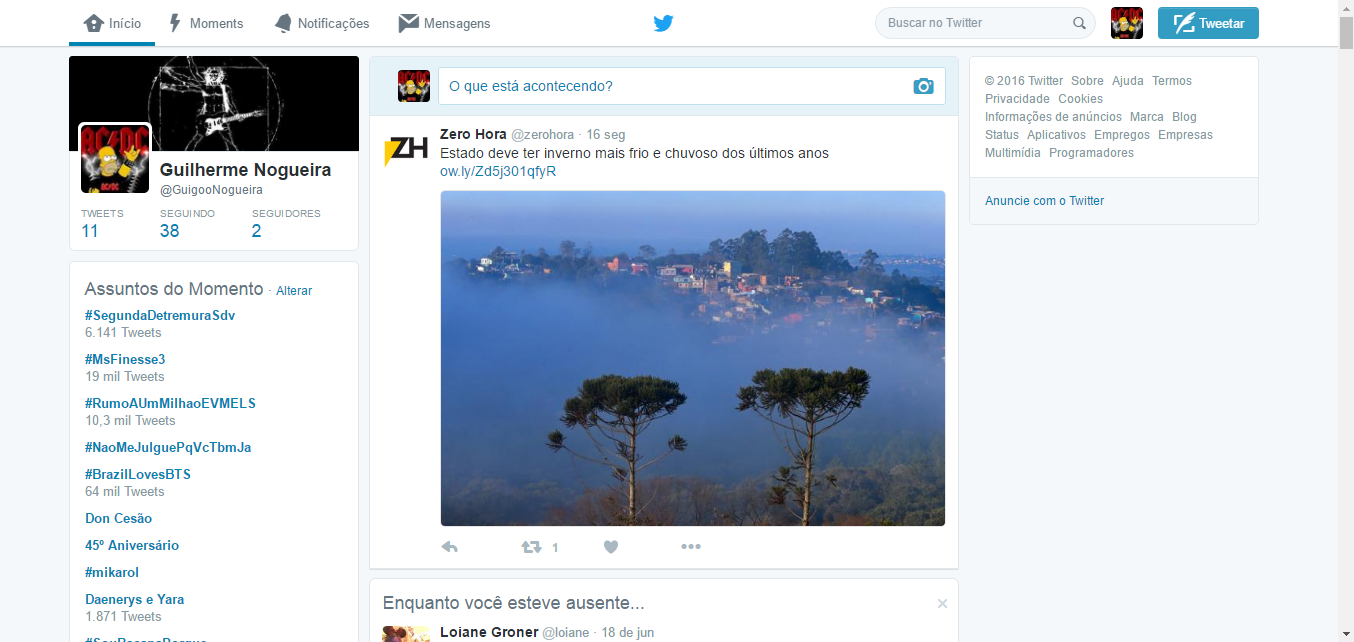 Início Moments Notificações Mensagens Buscar no Twitter Tweetar
Guilherme Nogueira
@GuigooNogueira
TWEETS SEGUINDO SEGUIDORES
11 38 2
Assuntos do Momento · Alterar
#SegundaDetremuraSdv
6.141 Tweets
#MsFinesse3
19 mil Tweets
#RumoAUmMilhaoEVMELS
10,3 mil Tweets
#NaoMeJulguePqVcTbmJa
#BrazilLovesBTS
64 mil Tweets
Don Cesão
45º Aniversário
#mikarol
Daenerys e Yara
1.871 Tweets
O que está acontecendo?
ZH
Zero Hora @zerohora · 16 seg
Estado deve ter inverno mais frio e chuvoso dos últimos anos
ow.ly/Zd5j301qfyR
1
Enquanto você esteve ausente...
Loiane Groner @loiane · 18 de jun
© 2016 Twitter Sobre Ajuda Termos
Privacidade Cookies
Informações de anúncios Marca Blog
Status Aplicativos Empregos Empresas
Multimídia Programadores
Anuncie com o Twitter